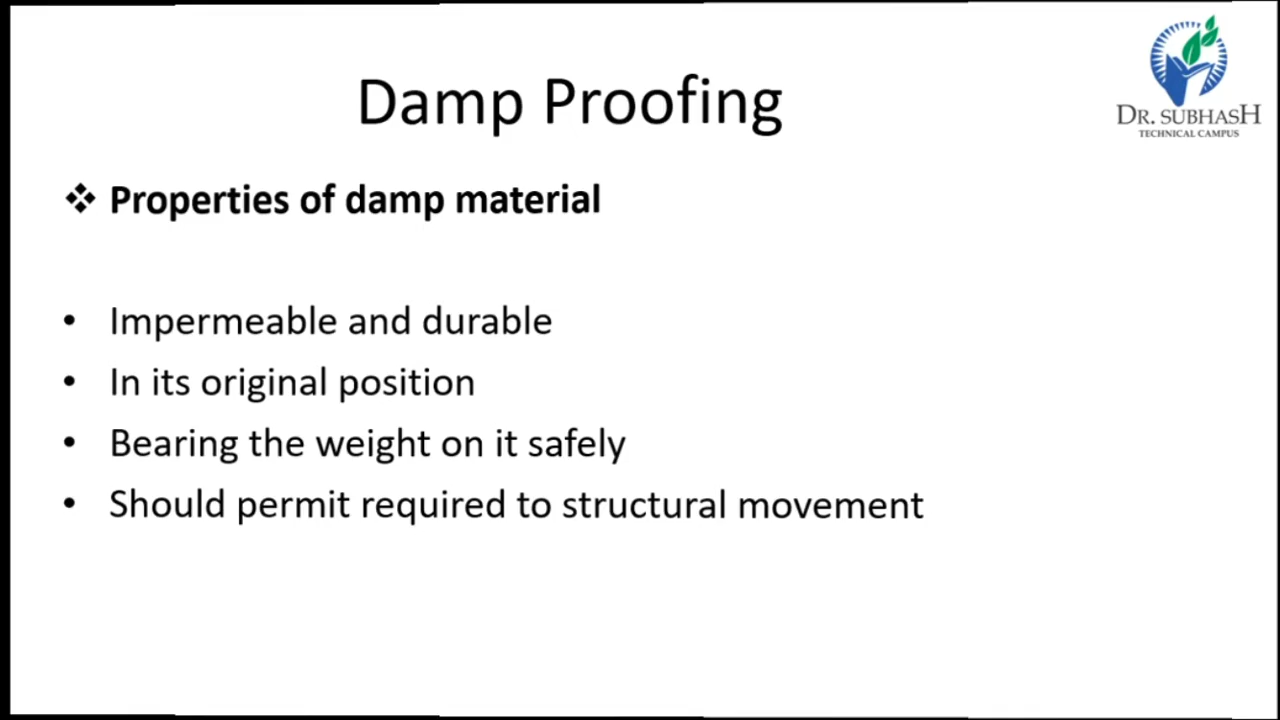 Damp Proofing
DR. SUBHASH
TECHNICAL CAMPUS
❖ Properties of damp material
• Impermeable and durable
• In its original position
• Bearing the weight on it safely
• Should permit required to structural movement